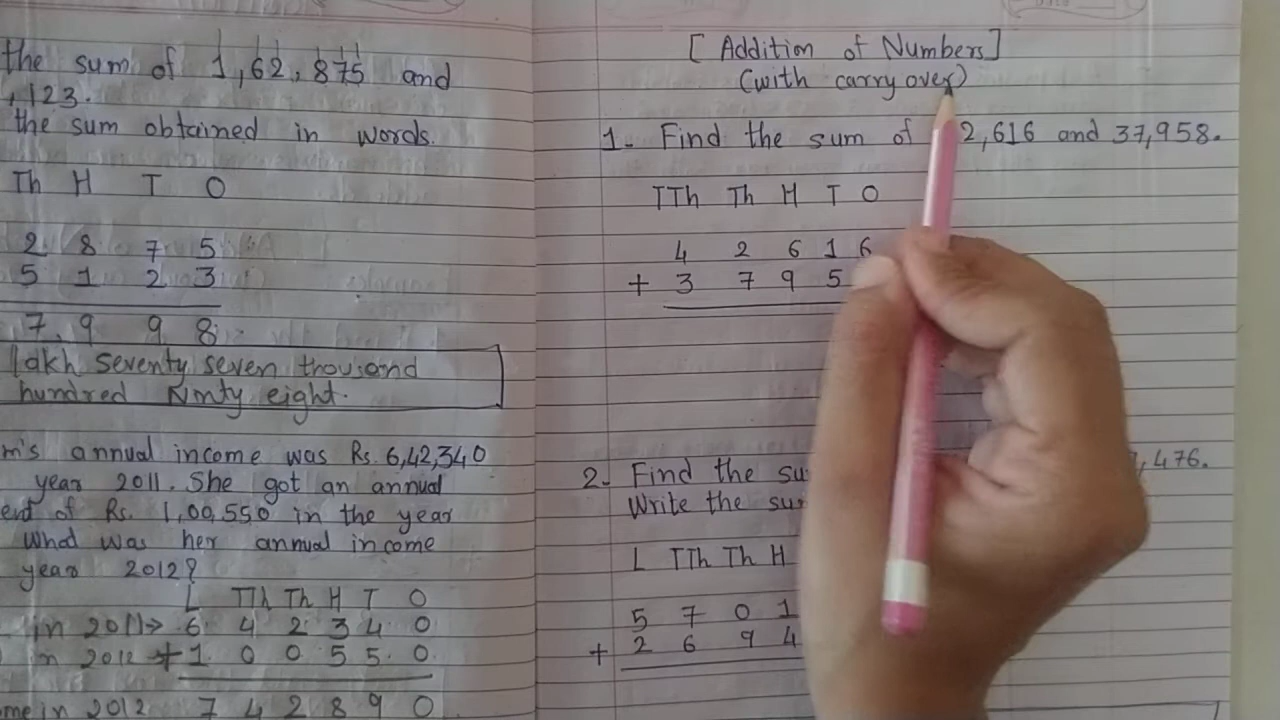 the sum of 1,62,875 and
,123.
the sum obtained in words.
Th H T O
2 8 7 5
5 1 2 3
7 9 9 8
lakh seventy seven thousand
hundred Ninty eight.
m's annual income was Rs. 6,42,340
year 2011. She got an annual
of Rs. 1,00,550 in the year
What was her annual income
year 2012?
L TTh Th H T O
in 2011→ 6 4 2 3 4 0
in 2012 + 1 0 0 5 5 0
me in 2012 7 4 2 8 9 0
[Addition of Numbers]
(with carry over)
1. Find the sum of 2,616 and 37,958.
TTh Th H T O
4 2 6 1 6
+ 3 7 9 5
2. Find the su ,476.
Write the sum
L TTh Th H
5 7 0 1
+ 2 6 9 4